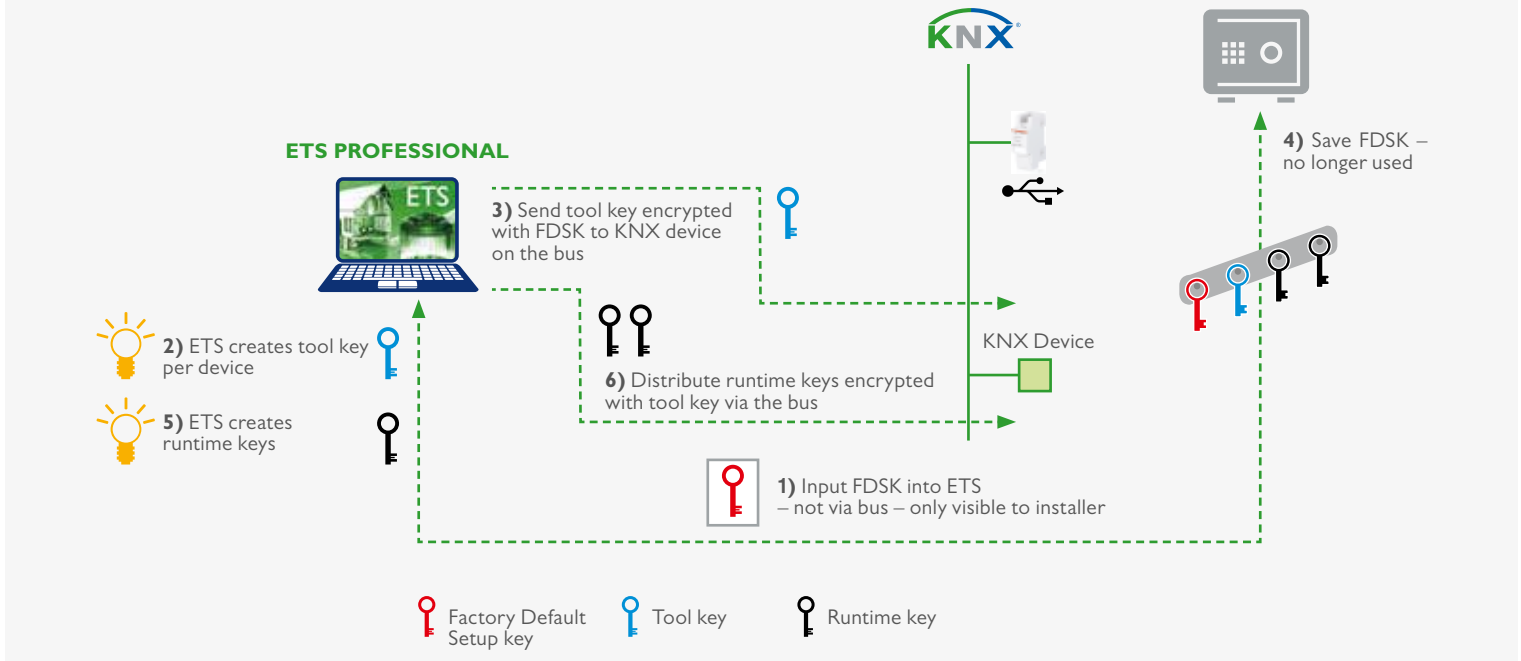 KNX®
4) Save FDSK –
no longer used
ETS PROFESSIONAL
ETS
3) Send tool key encrypted
with FDSK to KNX device
on the bus
2) ETS creates tool key
per device
KNX Device
6) Distribute runtime keys encrypted
with tool key via the bus
5) ETS creates
runtime keys
1) Input FDSK into ETS
– not via bus – only visible to installer
Factory Default
Setup key
Tool key
Runtime key